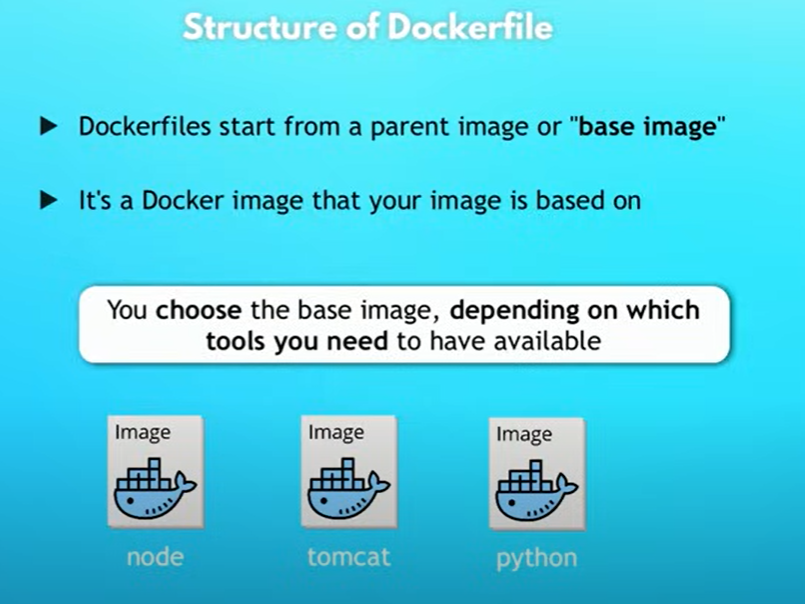 Structure of Dockerfile
Dockerfiles start from a parent image or "base image"
It's a Docker image that your image is based on
You choose the base image, depending on which
tools you need to have available
Image
Image
Image
node
tomcat
python